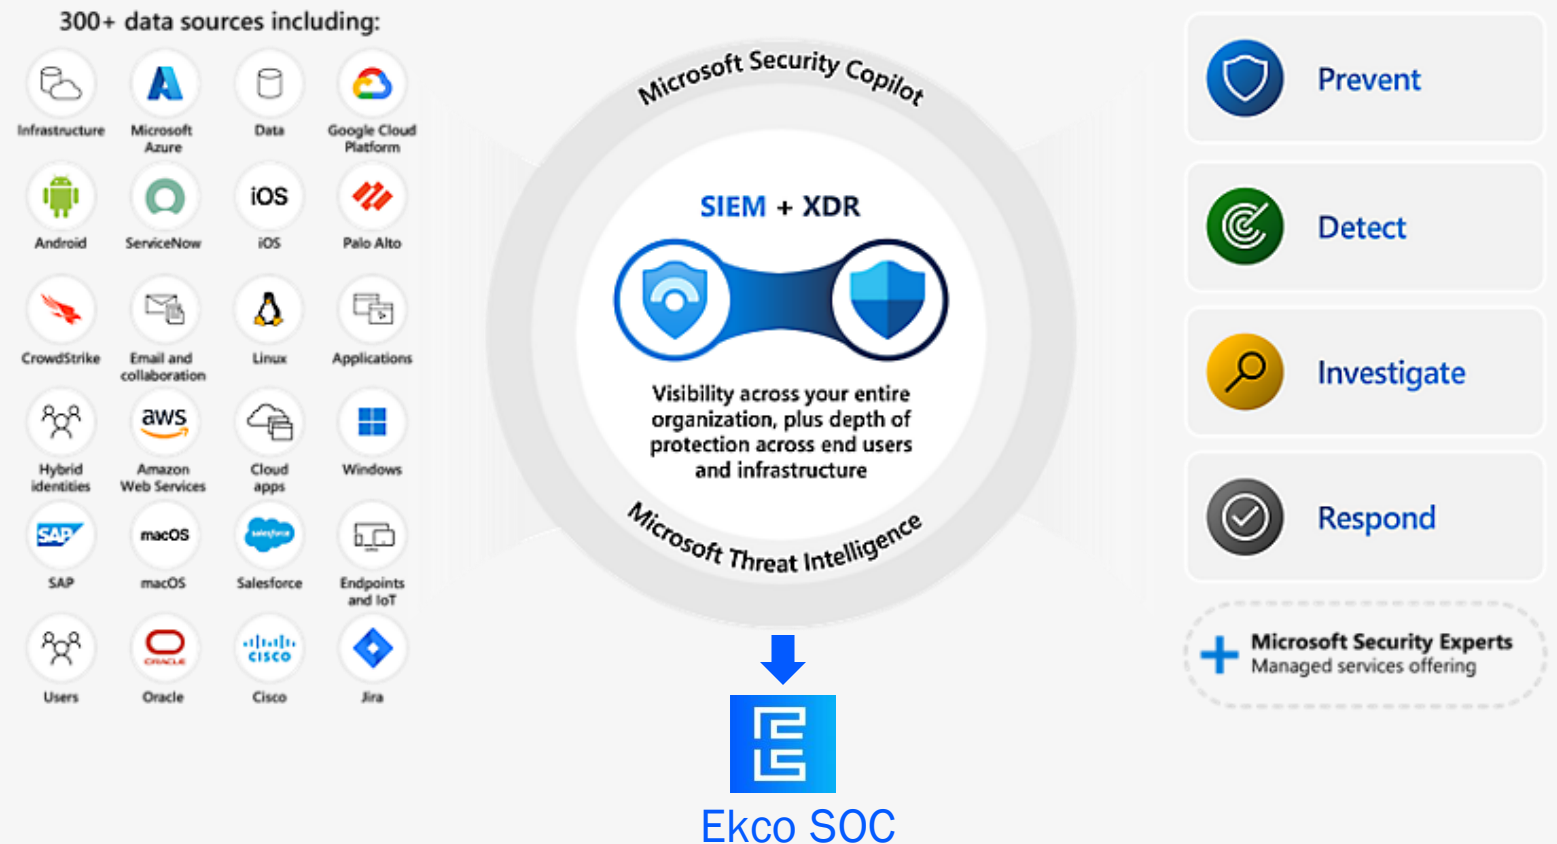 300+ data sources including:
Infrastructure
Microsoft
Azure
Data
Google Cloud
Platform
Android
ServiceNow
iOS
iOS
Palo Alto
CrowdStrike
Email and
collaboration
Linux
Applications
Hybrid
identities
aws
Amazon
Web Services
Cloud
apps
Windows
SAP
SAP
macOS
macOS
salesforce
Salesforce
Endpoints
and IoT
Users
ORACLE
Oracle
CISCO
Cisco
Jira
Microsoft Security Copilot
SIEM + XDR
Visibility across your entire
organization, plus depth of
protection across end users
and infrastructure
Microsoft Threat Intelligence
Ekco SOC
Prevent
Detect
Investigate
Respond
Microsoft Security Experts
Managed services offering